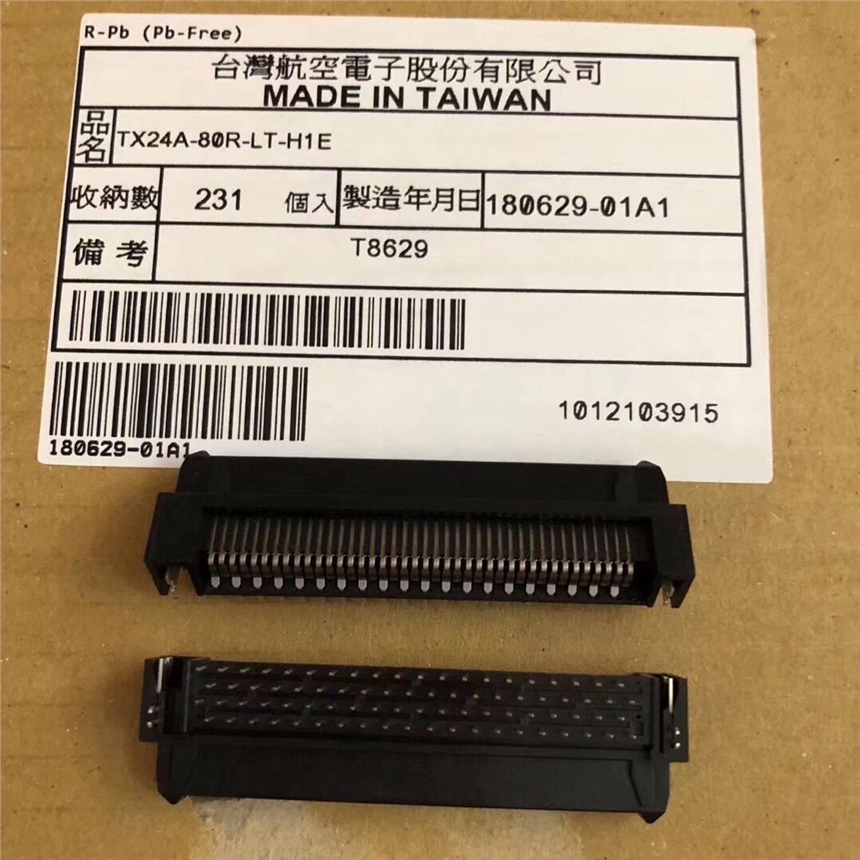 R-Pb (Pb-Free)
台灣航空電子股份有限公司
MADE IN TAIWAN
品名 TX24A-80R-LT-H1E
收納數 231 個入 製造年月日 180629-01A1
備考 T8629
1012103915
180629-01A1